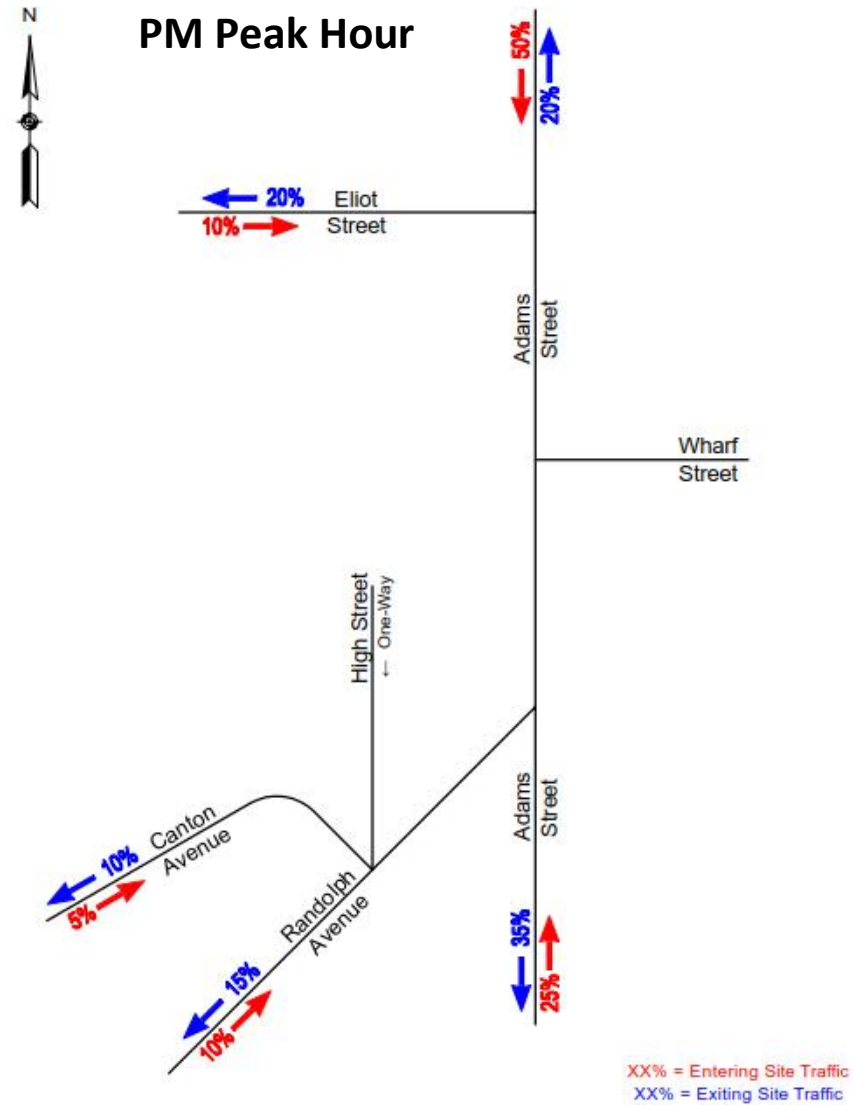 N
PM Peak Hour
50%
20%
20%
Eliot
10%
Street
Adams
Street
Wharf
Street
High Street
← One-Way
Adams
Street
Canton
Avenue
10%
5%
Randolph
Avenue
15%
10%
35%
25%
XX% = Entering Site Traffic
XX% = Exiting Site Traffic